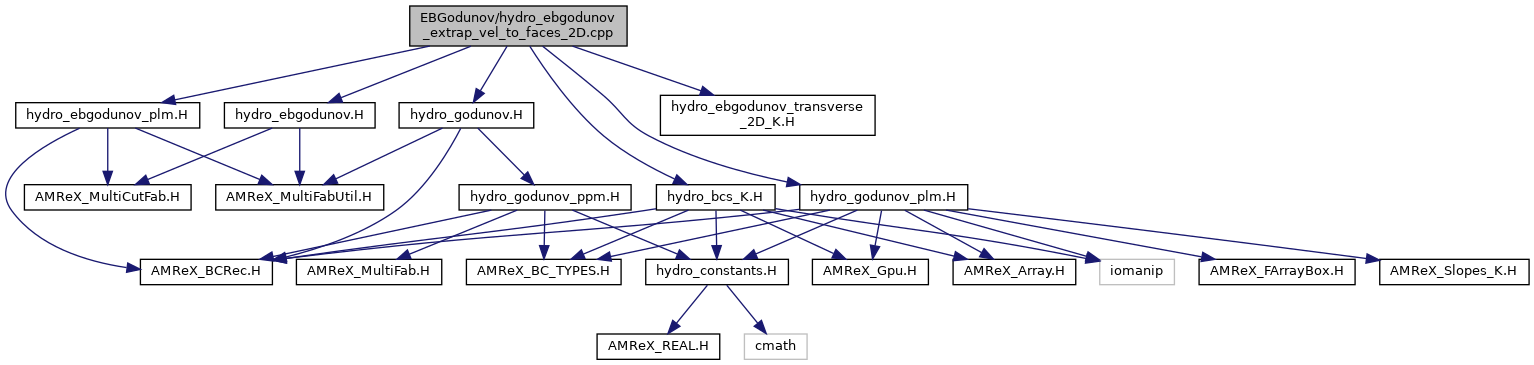 EBGodunov/hydro_ebgodunov
_extrap_vel_to_faces_2D.cpp
hydro_ebgodunov_plm.H
hydro_ebgodunov.H
hydro_godunov.H
hydro_ebgodunov_transverse
_2D_K.H
AMReX_MultiCutFab.H
AMReX_MultiFabUtil.H
hydro_godunov_ppm.H
hydro_bcs_K.H
hydro_godunov_plm.H
AMReX_BCRec.H
AMReX_MultiFab.H
AMReX_BC_TYPES.H
hydro_constants.H
AMReX_Gpu.H
AMReX_Array.H
iomanip
AMReX_FArrayBox.H
AMReX_Slopes_K.H
AMReX_REAL.H
cmath